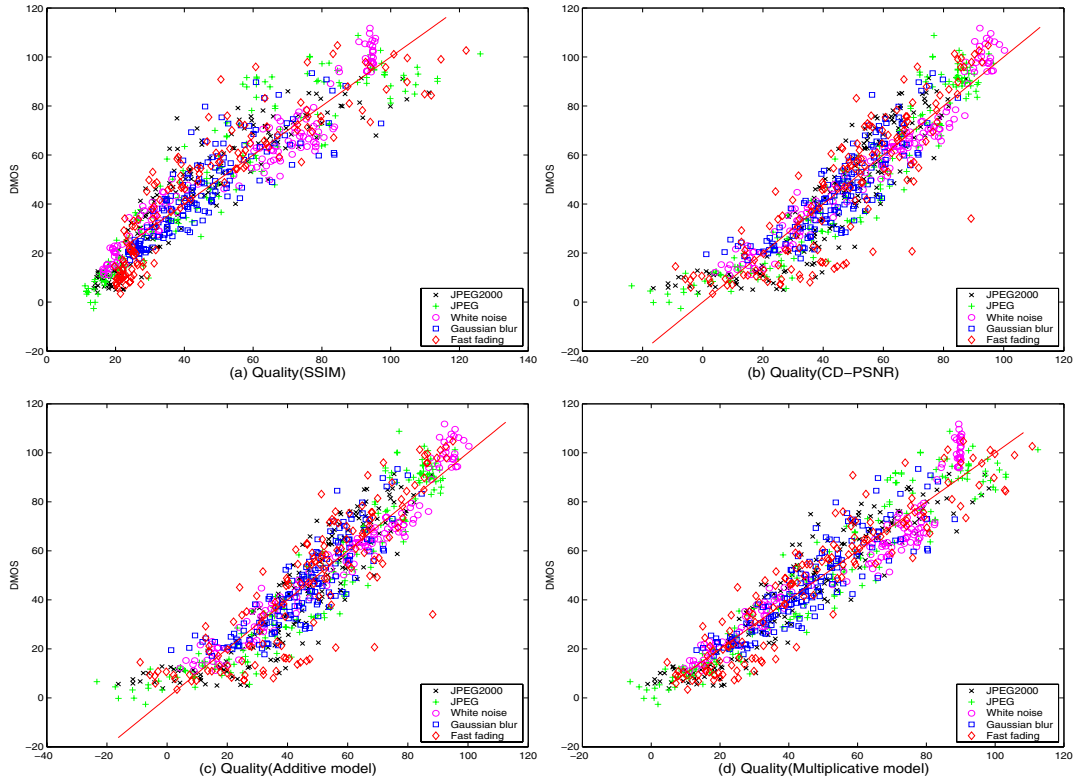 120
100
80
60
40
20
0
−20
DMOS
0 20 40 60 80 100 120 140
(a) Quality(SSIM)
JPEG2000
JPEG
White noise
Gaussian blur
Fast fading
120
100
80
60
40
20
0
−20
DMOS
−40 −20 0 20 40 60 80 100 120
(b) Quality(CD−PSNR)
JPEG2000
JPEG
White noise
Gaussian blur
Fast fading
120
100
80
60
40
20
0
−20
DMOS
−40 −20 0 20 40 60 80 100 120
(c) Quality(Additive model)
JPEG2000
JPEG
White noise
Gaussian blur
Fast fading
120
100
80
60
40
20
0
−20
DMOS
−20 0 20 40 60 80 100 120
(d) Quality(Multiplicative model)
JPEG2000
JPEG
White noise
Gaussian blur
Fast fading